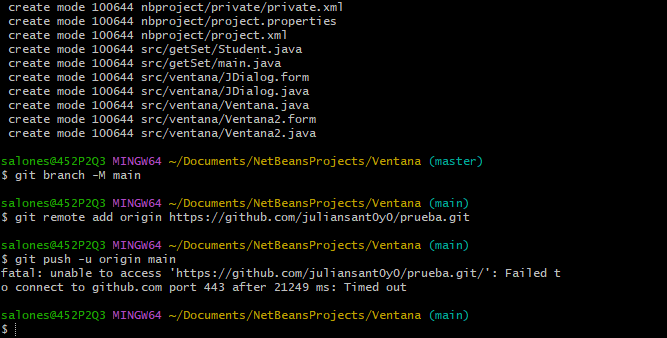 create mode 100644 nbproject/private/private.xml
create mode 100644 nbproject/project.properties
create mode 100644 nbproject/project.xml
create mode 100644 src/getSet/Student.java
create mode 100644 src/getSet/main.java
create mode 100644 src/ventana/JDialog.form
create mode 100644 src/ventana/JDialog.java
create mode 100644 src/ventana/Ventana.java
create mode 100644 src/ventana/Ventana2.form
create mode 100644 src/ventana/Ventana2.java
salones@452P2Q3 MINGW64 ~/Documents/NetBeansProjects/Ventana (master)
$ git branch -M main
salones@452P2Q3 MINGW64 ~/Documents/NetBeansProjects/Ventana (main)
$ git remote add origin https://github.com/juliansant0y0/prueba.git
salones@452P2Q3 MINGW64 ~/Documents/NetBeansProjects/Ventana (main)
$ git push -u origin main
fatal: unable to access 'https://github.com/juliansant0y0/prueba.git/': Failed t
o connect to github.com port 443 after 21249 ms: Timed out
salones@452P2Q3 MINGW64 ~/Documents/NetBeansProjects/Ventana (main)
$